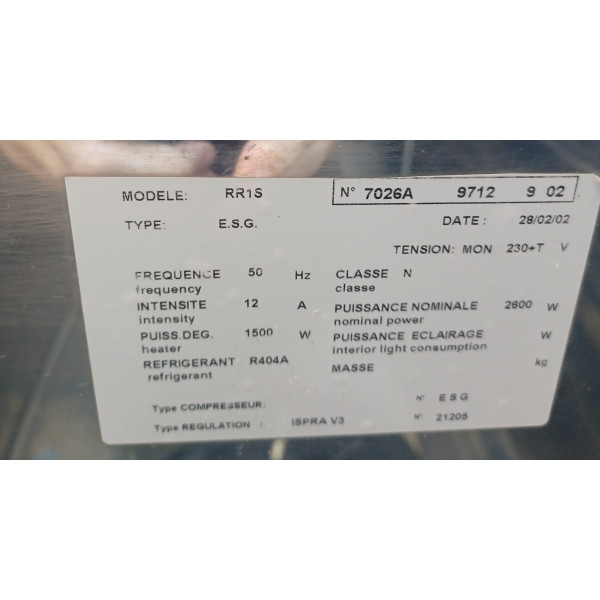 MODELE: RR1S N° 7026A 9712 9 02
TYPE: E.S.G. DATE : 28/02/02
TENSION: MON 230+T V
FREQUENCE 50 Hz CLASSE N
frequency classe
INTENSITE 12 A PUISSANCE NOMINALE 2600 W
intensity nominal power
PUISS.DEG. 1500 W PUISSANCE ECLAIRAGE W
heater interior light consumption
REFRIGERANT R404A MASSE kg
refrigerant
Type COMPRESSEUR: N° ESG
Type REGULATION : ISPRA V3 N° 21205